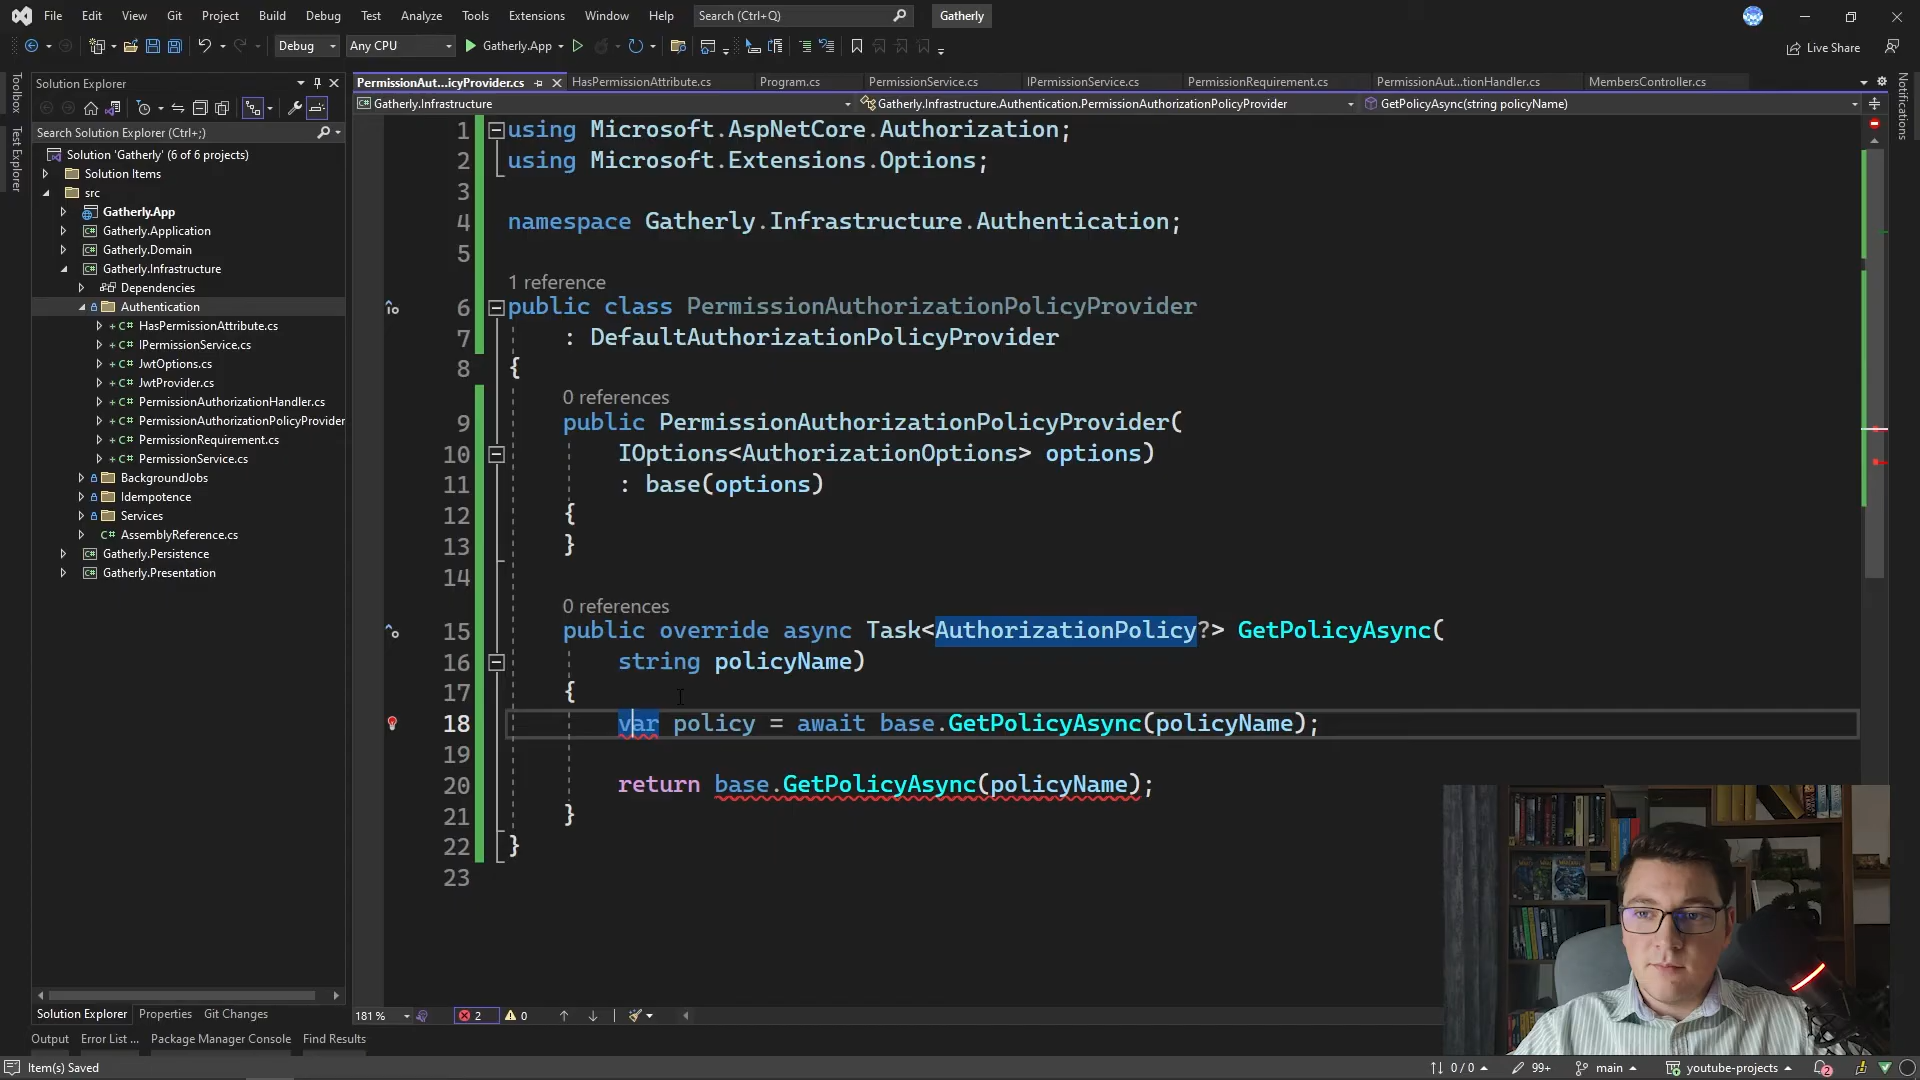 File Edit View Git Project Build Debug Test Analyze Tools Extensions Window Help Search (Ctrl+Q) Gatherly
Debug Any CPU Gatherly.App Live Share
Toolbox
Test Explorer
Notifications
Solution Explorer
Search Solution Explorer (Ctrl+;)
Solution 'Gatherly' (6 of 6 projects)
Solution Items
src
Gatherly.App
Gatherly.Application
Gatherly.Domain
Gatherly.Infrastructure
Dependencies
Authentication
+ C# HasPermissionAttribute.cs
+ C# IPermissionService.cs
+ C# JwtOptions.cs
+ C# JwtProvider.cs
+ C# PermissionAuthorizationHandler.cs
+ C# PermissionAuthorizationPolicyProvider
+ C# PermissionRequirement.cs
+ C# PermissionService.cs
BackgroundJobs
Idempotence
Services
C# AssemblyReference.cs
Gatherly.Persistence
Gatherly.Presentation
Solution Explorer Properties Git Changes
PermissionAut...icyProvider.cs HasPermissionAttribute.cs Program.cs PermissionService.cs IPermissionService.cs PermissionRequirement.cs PermissionAut...tionHandler.cs MembersController.cs
Gatherly.Infrastructure Gatherly.Infrastructure.Authentication.PermissionAuthorizationPolicyProvider GetPolicyAsync(string policyName)
1 using Microsoft.AspNetCore.Authorization;
2 using Microsoft.Extensions.Options;
3
4 namespace Gatherly.Infrastructure.Authentication;
5
1 reference
6 public class PermissionAuthorizationPolicyProvider
7 : DefaultAuthorizationPolicyProvider
8 {
0 references
9 public PermissionAuthorizationPolicyProvider(
10 IOptions<AuthorizationOptions> options)
11 : base(options)
12 {
13 }
14
0 references
15 public override async Task<AuthorizationPolicy?> GetPolicyAsync(
16 string policyName)
17 {
18 var policy = await base.GetPolicyAsync(policyName);
19
20 return base.GetPolicyAsync(policyName);
21 }
22 }
23
181 % 2 0
Output Error List ... Package Manager Console Find Results
Item(s) Saved 0 / 0 99+ main youtube-projects 2